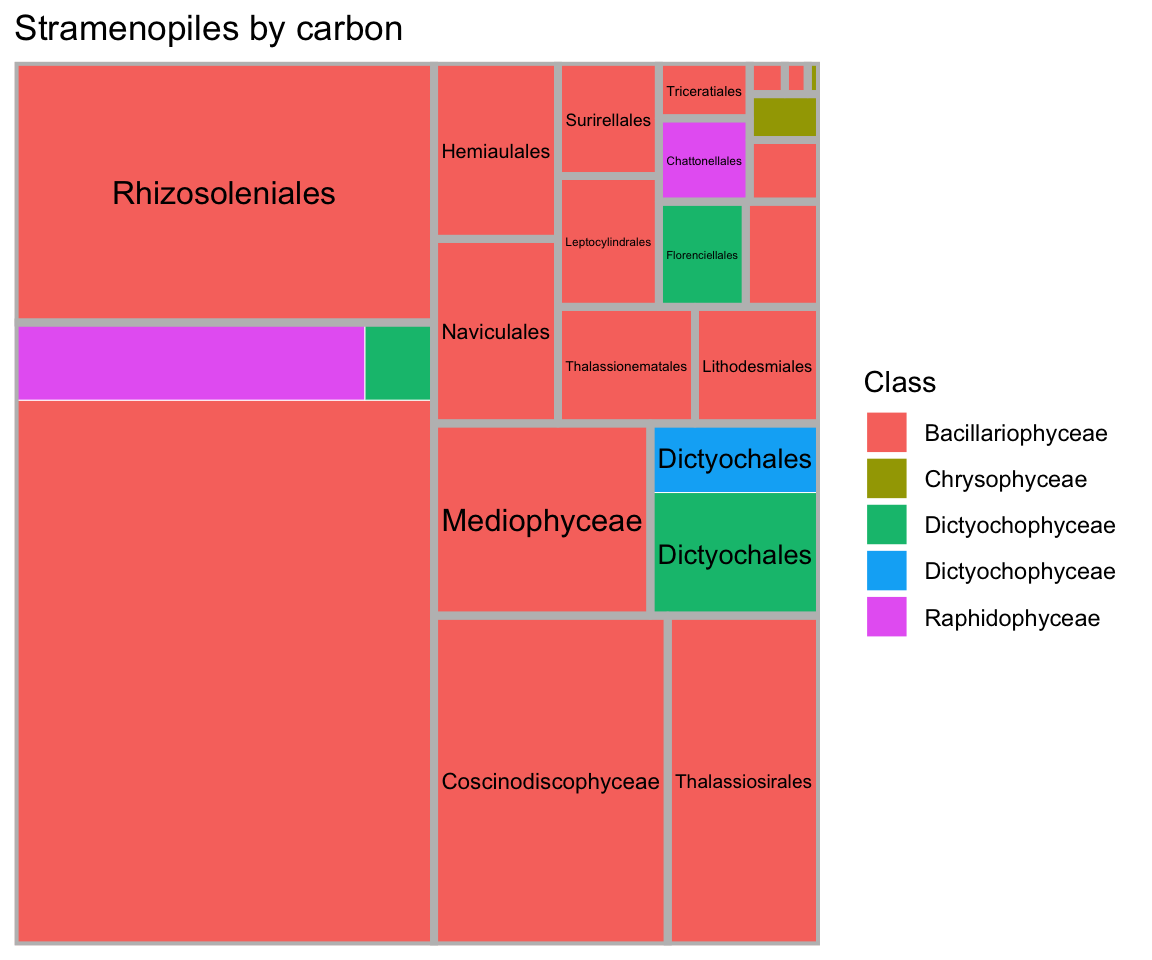 Stramenopiles by carbon
Rhizosoleniales
Hemiaulales
Surirellales
Triceratiales
Chattonellales
Leptocylindrales
Florenciellales
Naviculales
Thalassionematales
Lithodesmiales
Mediophyceae
Dictyochales
Dictyochales
Coscinodiscophyceae
Thalassiosirales
Class
Bacillariophyceae
Chrysophyceae
Dictyochophyceae
Dictyochophyceae
Raphidophyceae